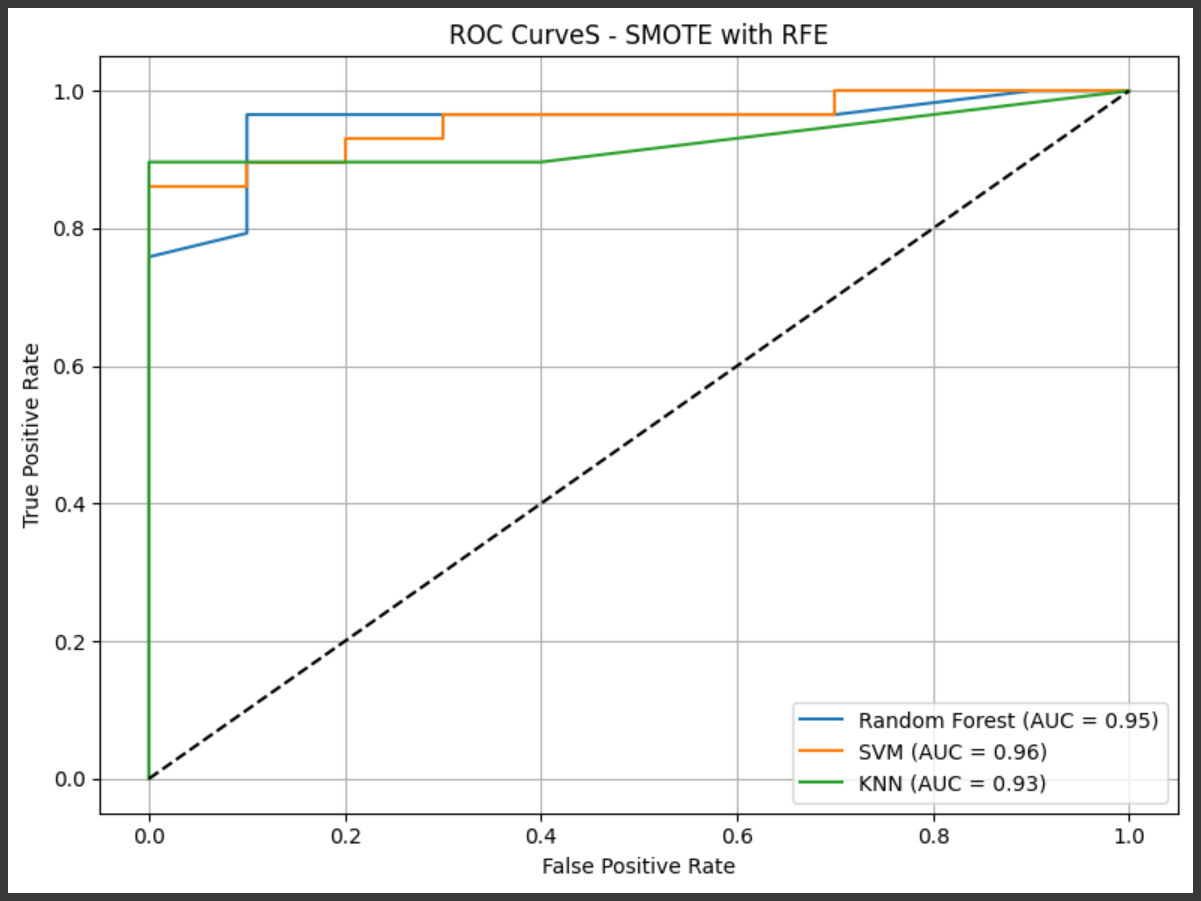 ROC CurveS - SMOTE with RFE
True Positive Rate
1.0
0.8
0.6
0.4
0.2
0.0
Random Forest (AUC = 0.95)
SVM (AUC = 0.96)
KNN (AUC = 0.93)
0.0 0.2 0.4 0.6 0.8 1.0
False Positive Rate